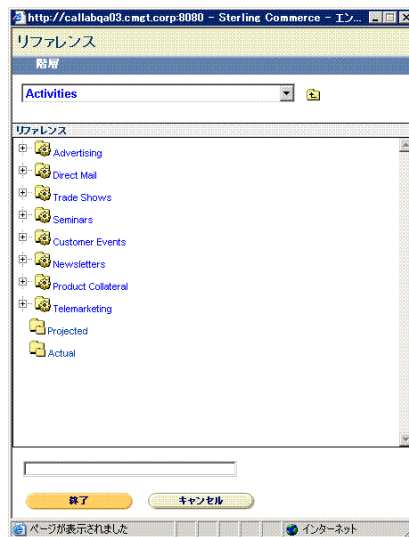 http://callabqa03.cmgt.corp:8080 - Sterling Commerce - エン...
リファレンス
階層
Activities
リファレンス
Advertising
Direct Mail
Trade Shows
Seminars
Customer Events
Newsletters
Product Collateral
Telemarketing
Projected
Actual
終了 キャンセル
ページが表示されました インターネット